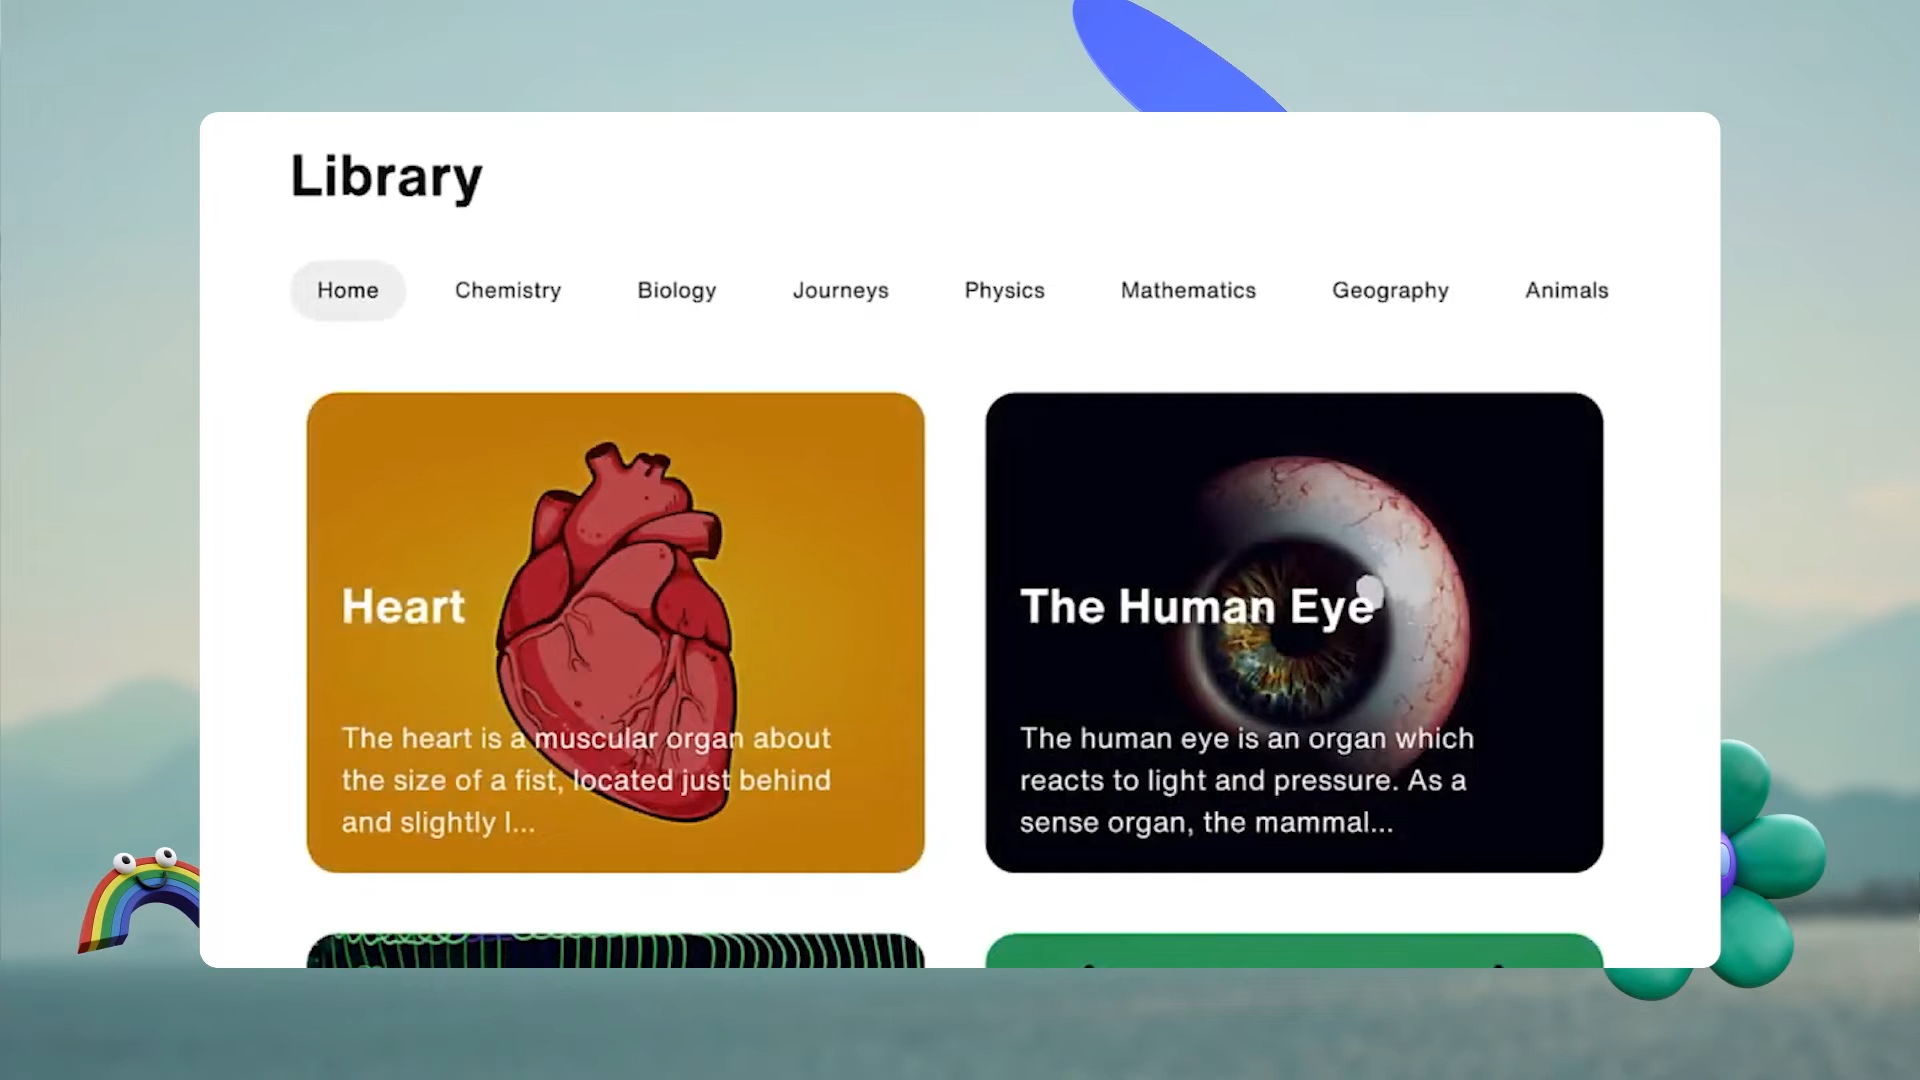 Library
Home Chemistry Biology Journeys Physics Mathematics Geography Animals
Heart
The heart is a muscular organ about
the size of a fist, located just behind
and slightly l...
The Human Eye
The human eye is an organ which
reacts to light and pressure. As a
sense organ, the mammal...